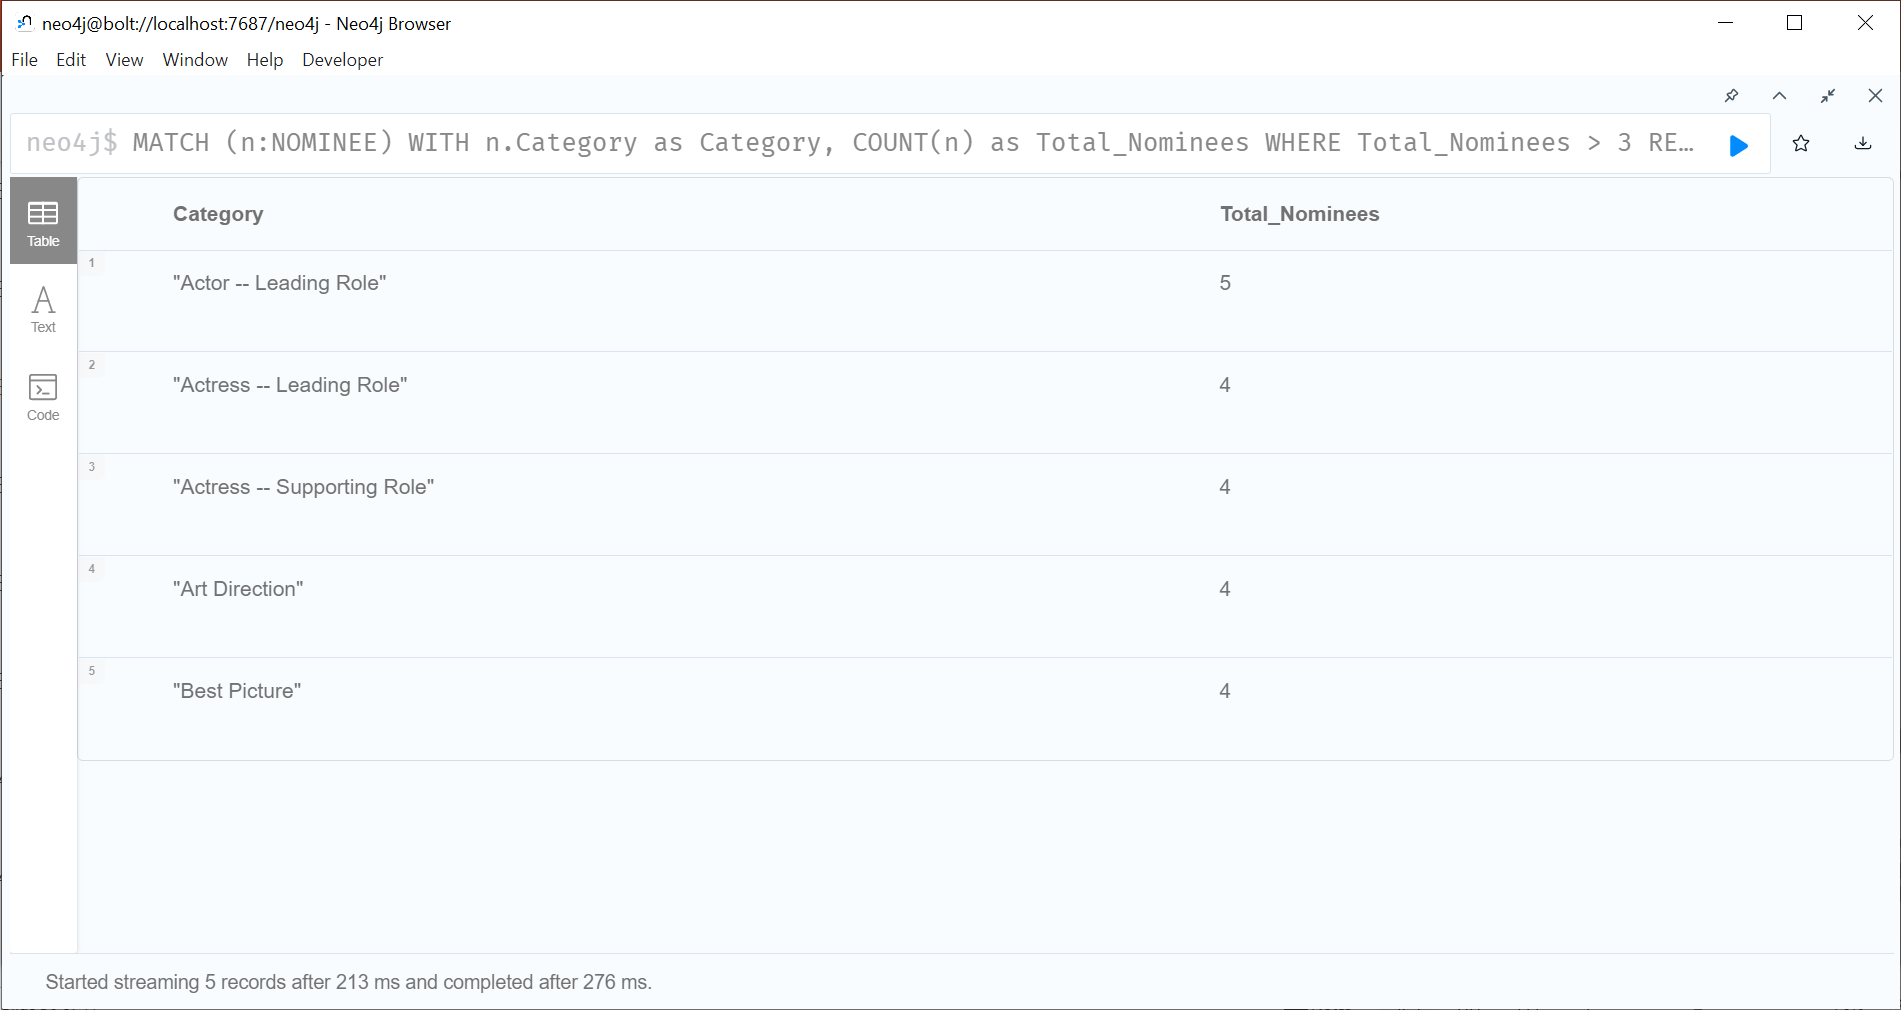 neo4j@bolt://localhost:7687/neo4j - Neo4j Browser
File Edit View Window Help Developer
neo4j$ MATCH (n:NOMINEE) WITH n.Category as Category, COUNT(n) as Total_Nominees WHERE Total_Nominees > 3 RE…
Table
Text
Code
Category Total_Nominees
1 "Actor -- Leading Role" 5
2 "Actress -- Leading Role" 4
3 "Actress -- Supporting Role" 4
4 "Art Direction" 4
5 "Best Picture" 4
Started streaming 5 records after 213 ms and completed after 276 ms.